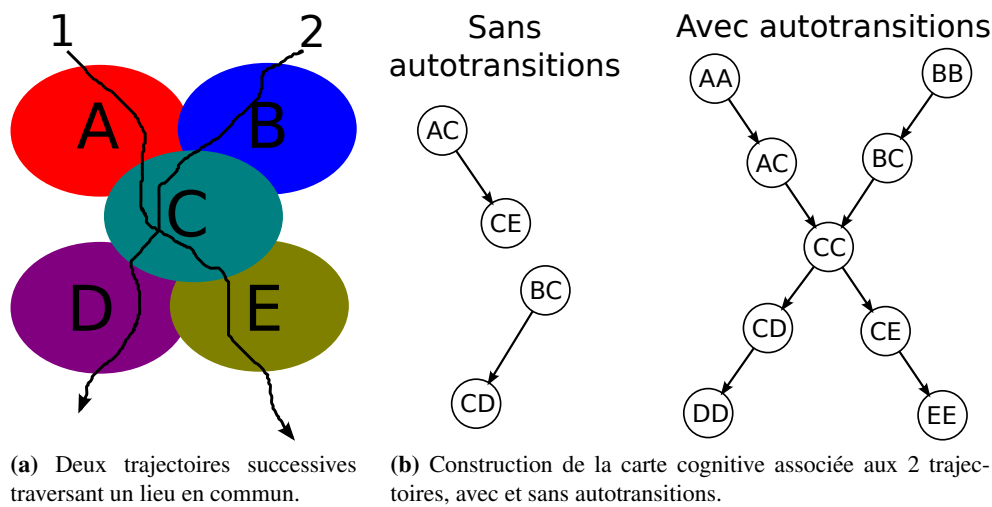 1
2
A
B
C
D
E
Sans
autotransitions
AC
CE
BC
CD
Avec autotransitions
AA
BB
AC
BC
CC
CD
CE
DD
EE
(a) Deux trajectoires successives
traversant un lieu en commun.
(b) Construction de la carte cognitive associée aux 2 trajec-
toires, avec et sans autotransitions.